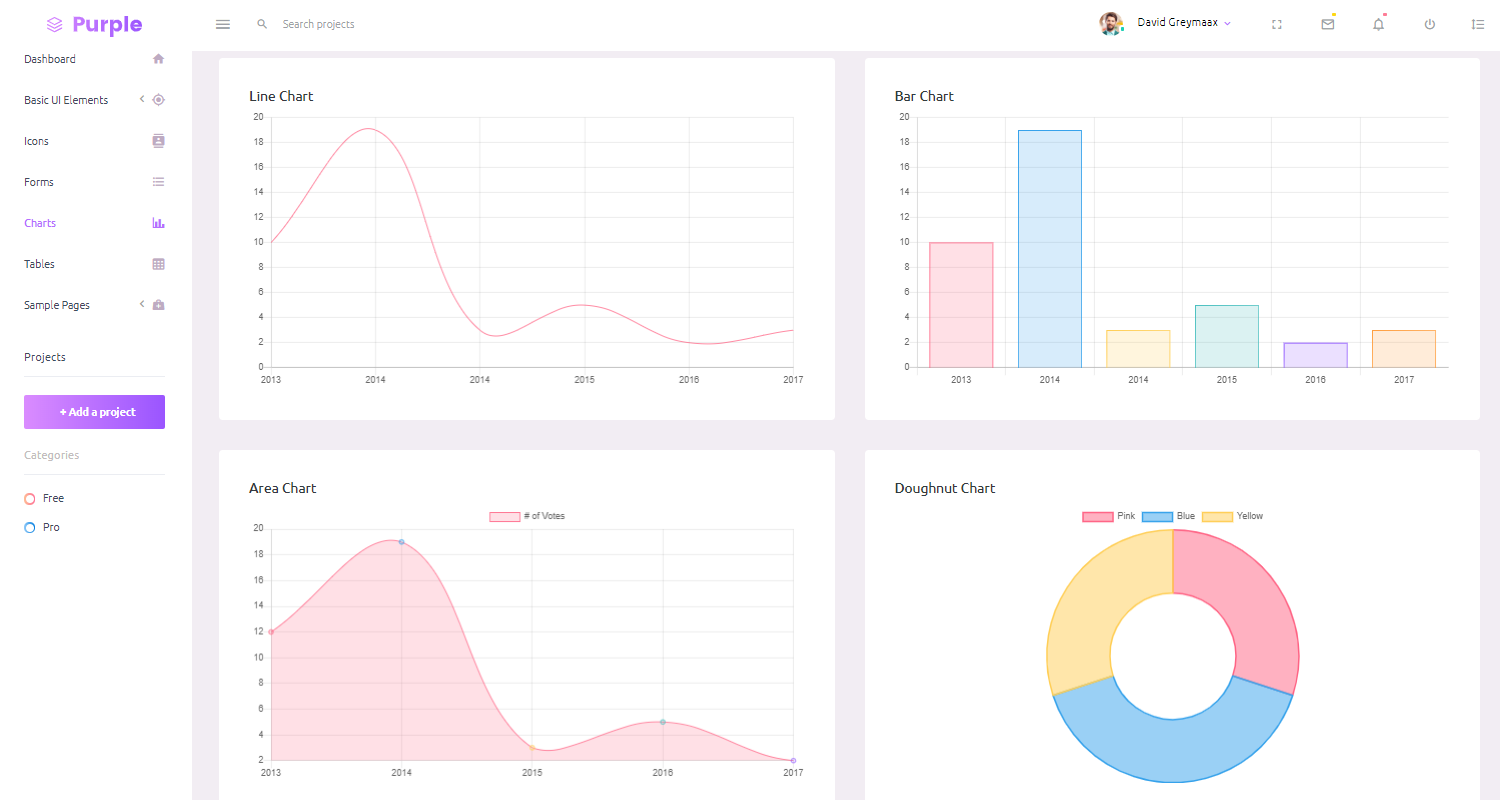 Purple
Search projects
David Greymaax
Dashboard
Basic UI Elements
Icons
Forms
Charts
Tables
Sample Pages
Projects
+ Add a project
Categories
Free
Pro
Line Chart
20
18
16
14
12
10
8
6
4
2
0
2013 2014 2014 2015 2016 2017
Bar Chart
20
18
16
14
12
10
8
6
4
2
0
2013 2014 2014 2015 2016 2017
Area Chart
# of Votes
20
18
16
14
12
10
8
6
4
2
2013 2014 2015 2016 2017
Doughnut Chart
Pink Blue Yellow